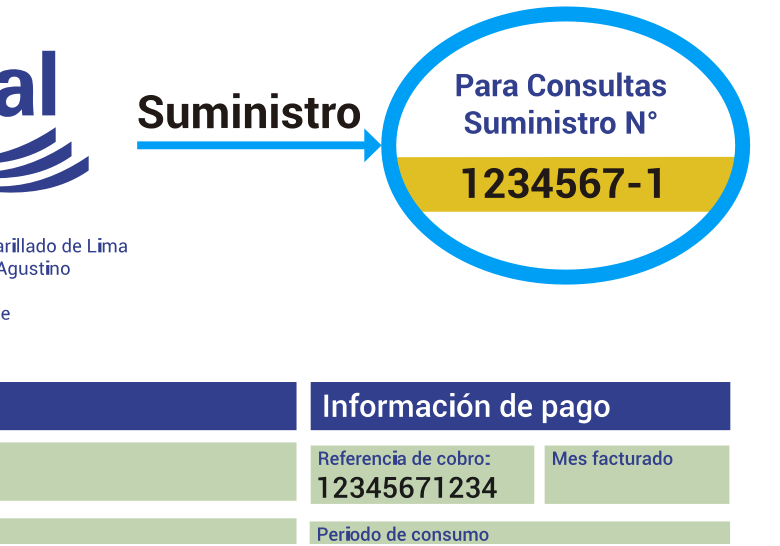 al
Suministro
Para Consultas
Suministro N°
1234567-1
arillado de Lima
Agustino
e
Información de pago
Referencia de cobro:
12345671234
Mes facturado
Periodo de consumo